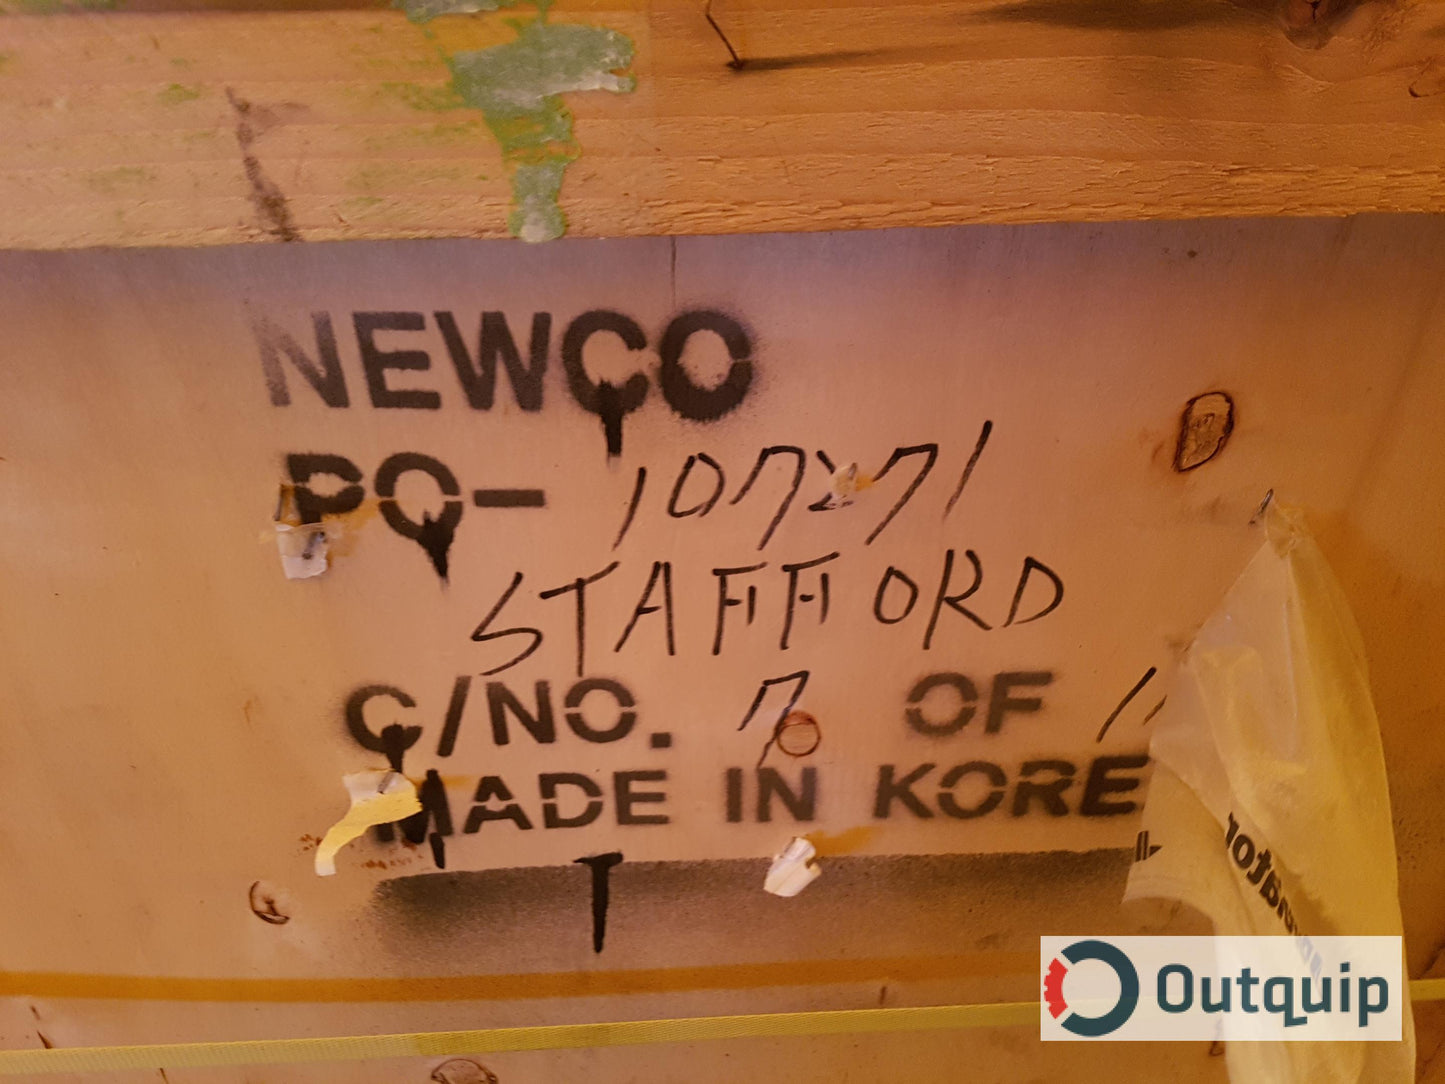 NEWCO
PO- 107271
STAFFORD
C/NO. 7 OF
MADE IN KORE
Outquip